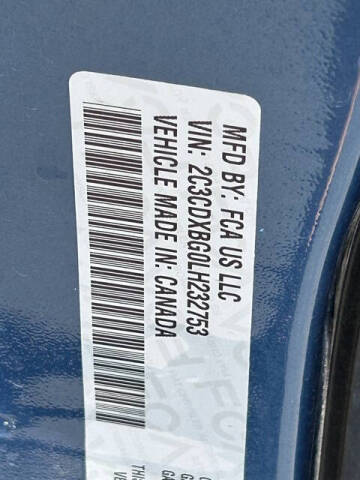 MFD BY: FCA US LLC
VIN: 2C3CDXBG0LH232753
VEHICLE MADE IN: CANADA